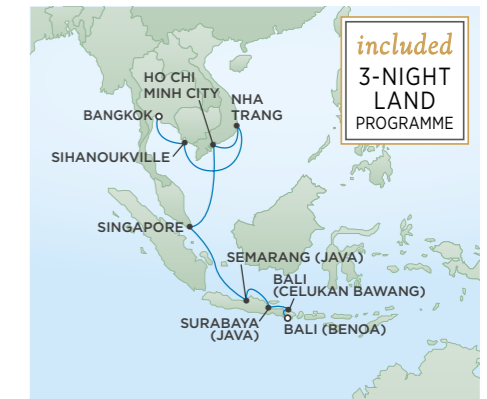 included
3-NIGHT
LAND
PROGRAMME
HO CHI
MINH CITY
NHA
TRANG
BANGKOK
SIHANOUKVILLE
SINGAPORE
SEMARANG (JAVA)
BALI
(CELUKAN BAWANG)
SURABAYA
(JAVA)
BALI (BENOA)